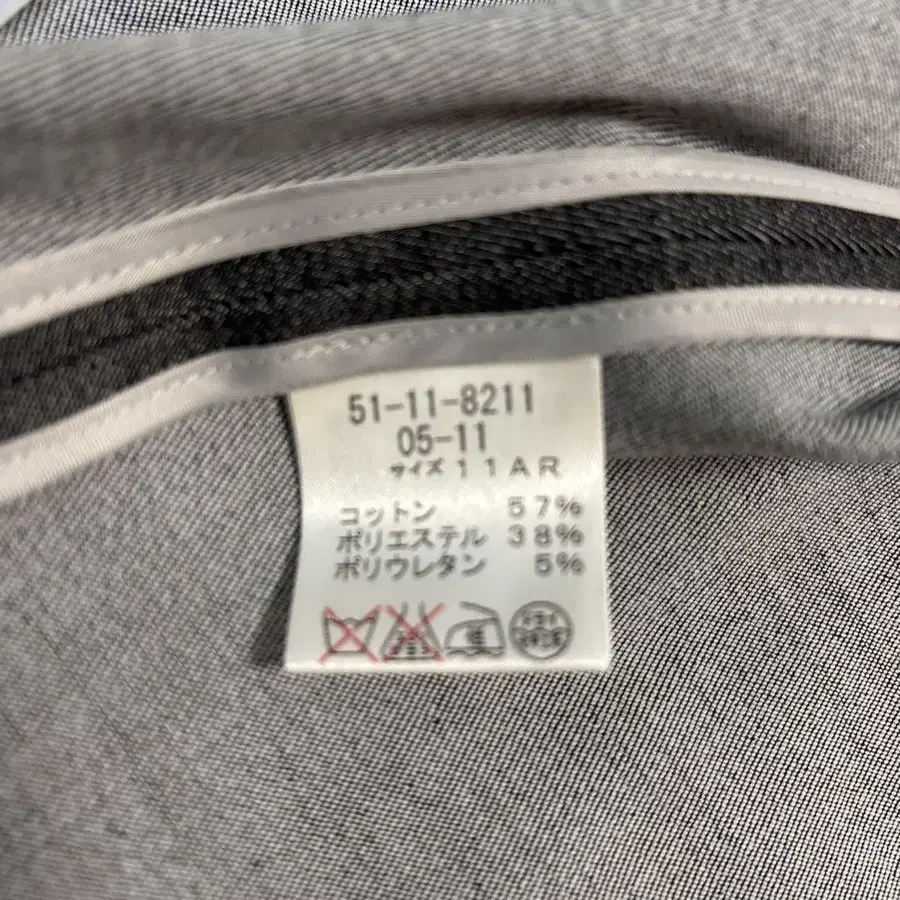 51-11-8211
05-11
サイズ 11AR
コットン 57%
ポリエステル 38%
ポリウレタン 5%